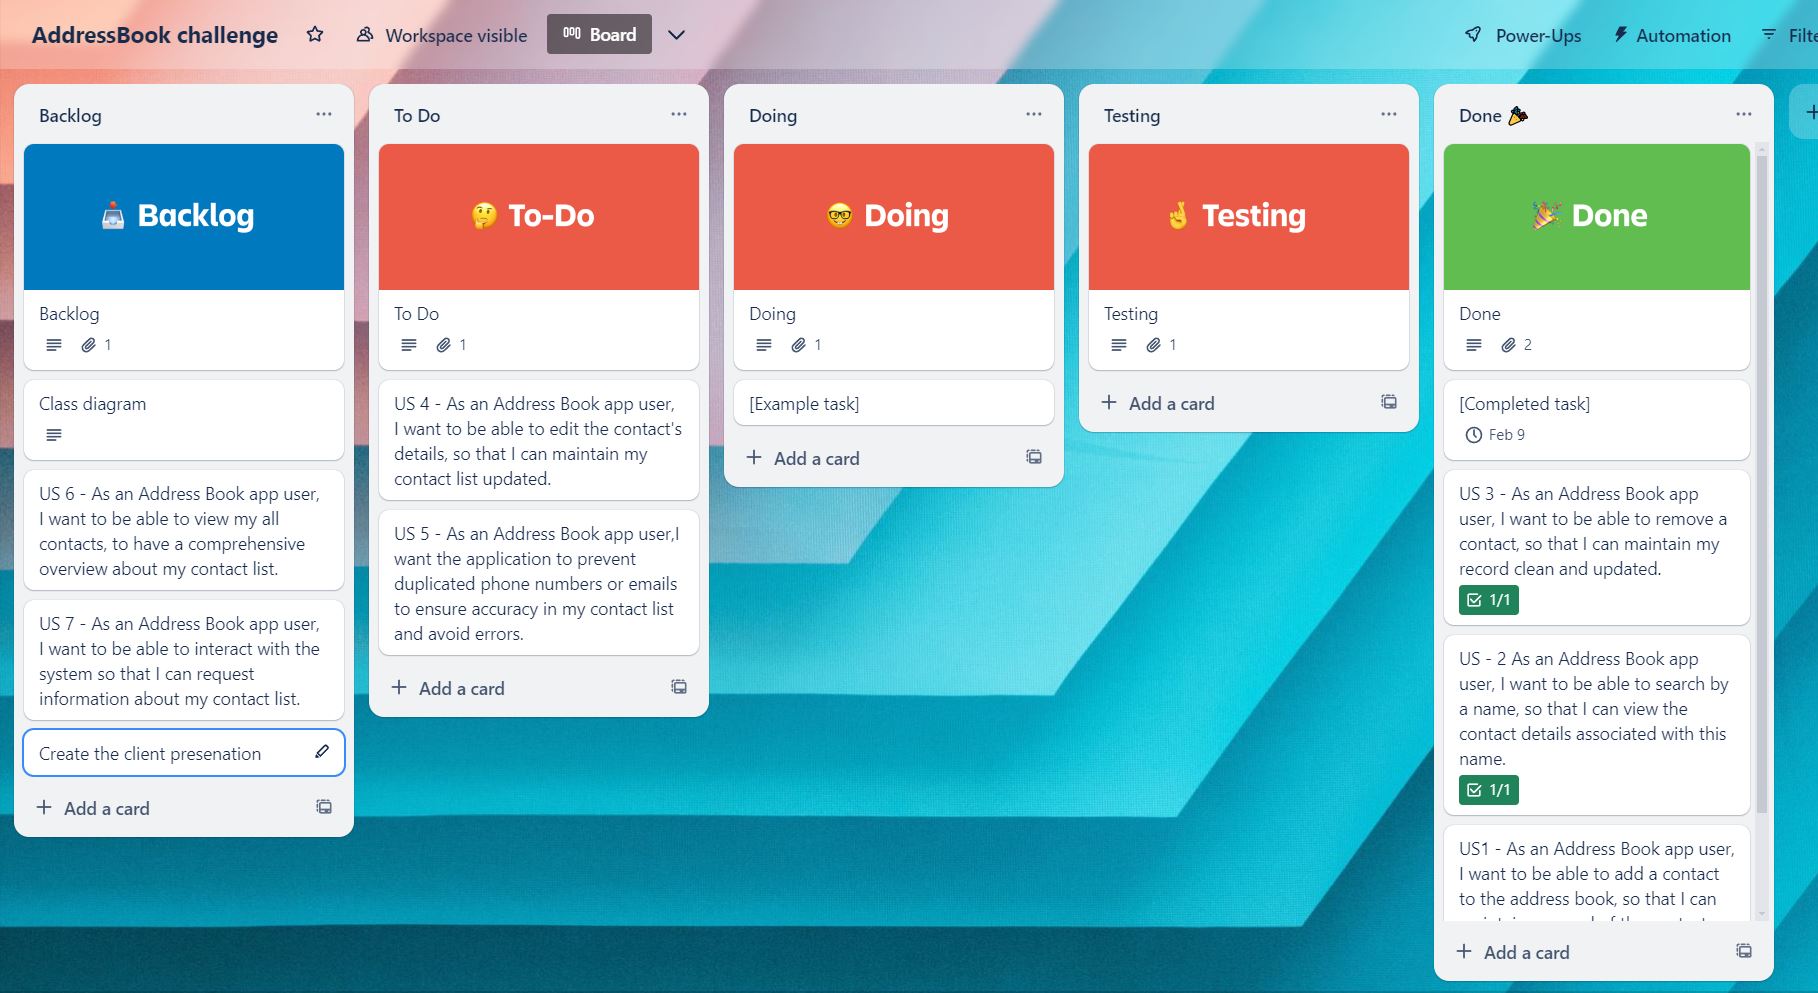 AddressBook challenge
Workspace visible
Board
Power-Ups
Automation
Backlog
Backlog
Backlog
1
Class diagram
US 6 - As an Address Book app user,
I want to be able to view my all
contacts, to have a comprehensive
overview about my contact list.
US 7 - As an Address Book app user,
I want to be able to interact with the
system so that I can request
information about my contact list.
Create the client presenation
+ Add a card
To Do
To-Do
To Do
1
US 4 - As an Address Book app user,
I want to be able to edit the contact's
details, so that I can maintain my
contact list updated.
US 5 - As an Address Book app user,I
want the application to prevent
duplicated phone numbers or emails
to ensure accuracy in my contact list
and avoid errors.
+ Add a card
Doing
Doing
Doing
1
[Example task]
+ Add a card
Testing
Testing
Testing
1
+ Add a card
Done
Done
Done
2
[Completed task]
Feb 9
US 3 - As an Address Book app
user, I want to be able to remove a
contact, so that I can maintain my
record clean and updated.
1/1
US - 2 As an Address Book app
user, I want to be able to search by
a name, so that I can view the
contact details associated with this
name.
1/1
US1 - As an Address Book app user,
I want to be able to add a contact
to the address book, so that I can
+ Add a card